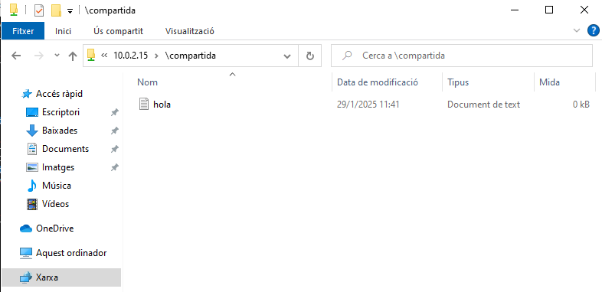 \compartida
Fitxer Inici Ús compartit Visualització
10.0.2.15 \compartida Cerca a \compartida
Nom Data de modificació Tipus Mida
hola 29/1/2025 11:41 Document de text 0 kB
Accés ràpid
Escriptori
Baixades
Documents
Imatges
Música
Vídeos
OneDrive
Aquest ordinador
Xarxa